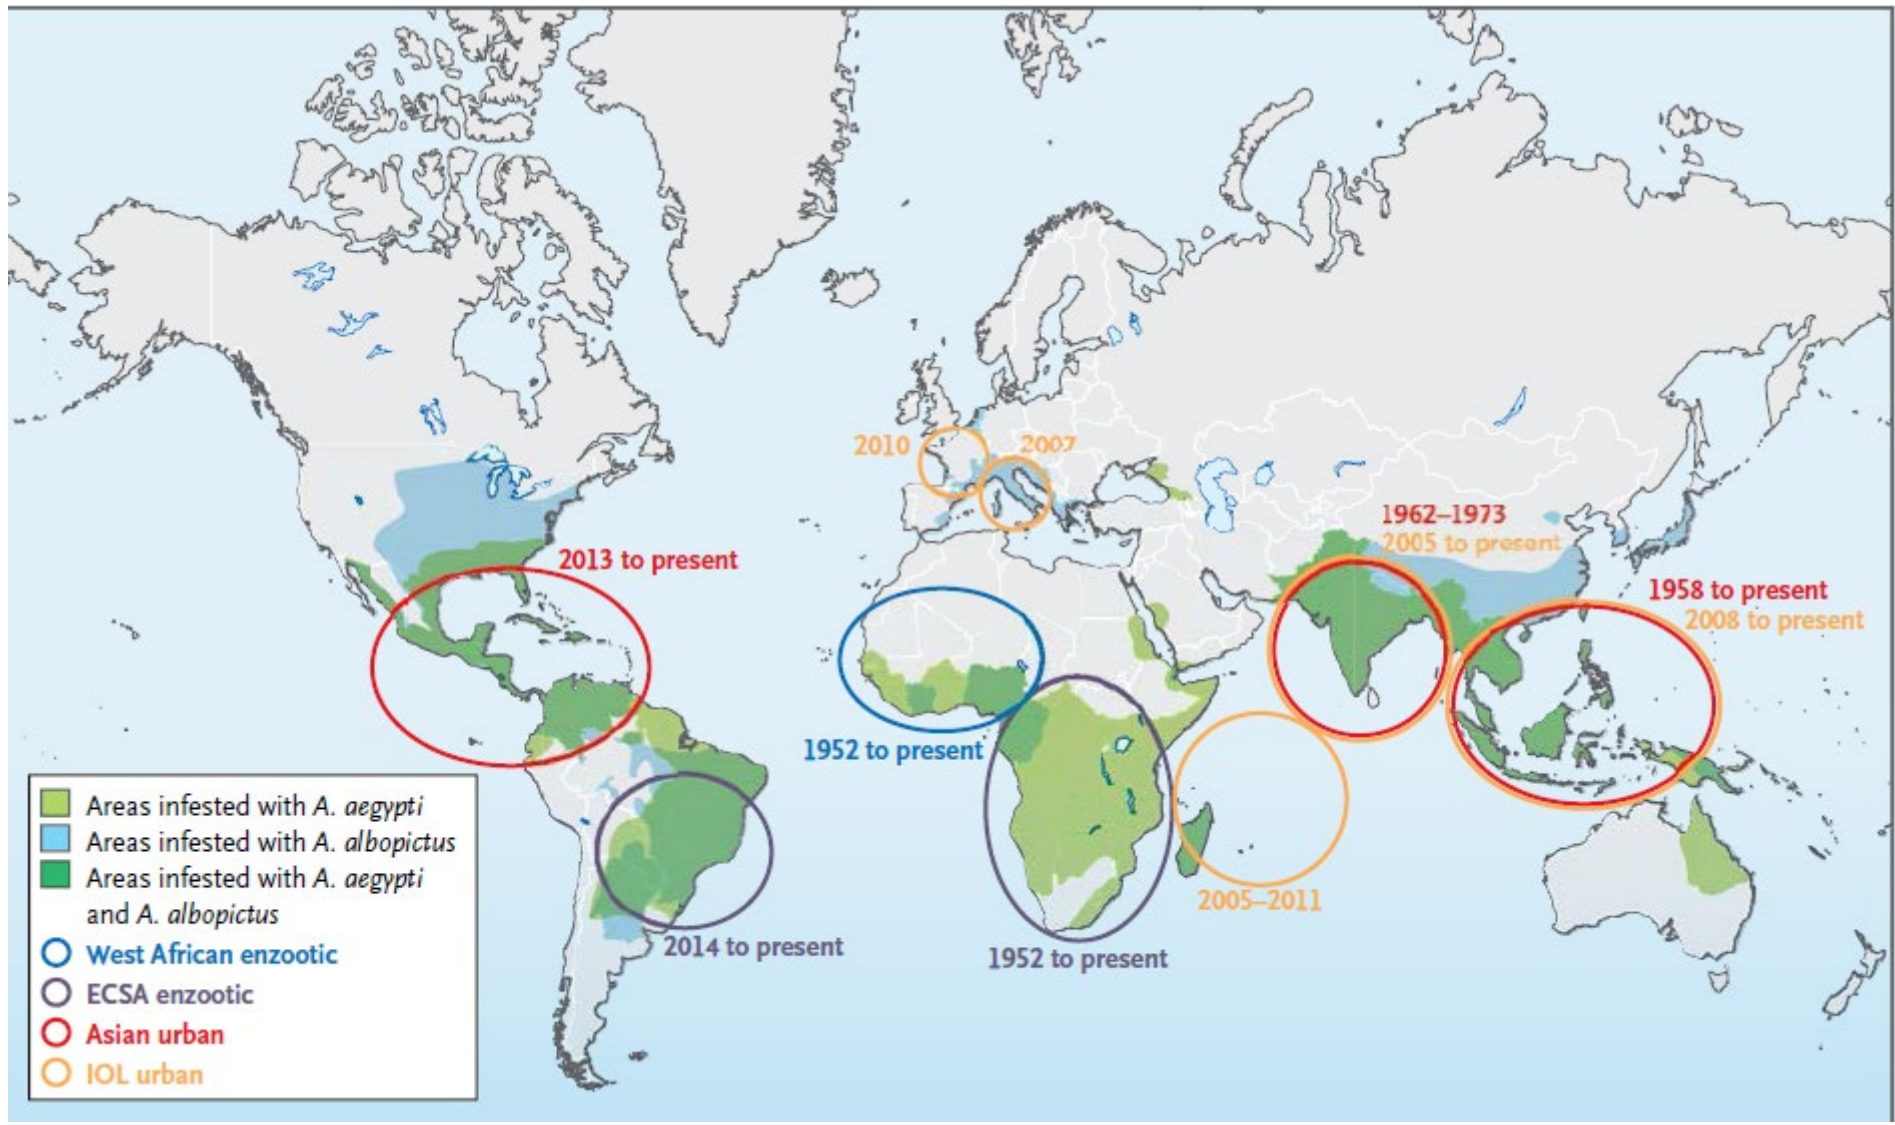 2010
2007
1962–1973
2005 to present
2013 to present
1958 to present
2008 to present
1952 to present
2005–2011
2014 to present
1952 to present
Areas infested with A. aegypti
Areas infested with A. albopictus
Areas infested with A. aegypti
and A. albopictus
West African enzootic
ECSA enzootic
Asian urban
IOL urban